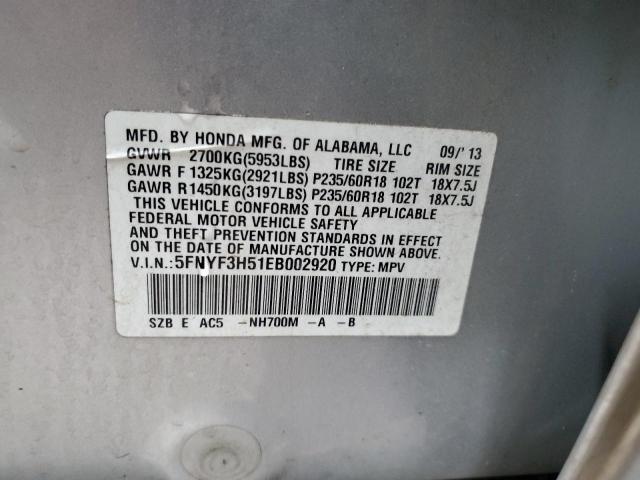 MFD. BY HONDA MFG. OF ALABAMA, LLC 09/'13
GVWR 2700KG(5953LBS) TIRE SIZE RIM SIZE
GAWR F 1325KG(2921LBS) P235/60R18 102T 18X7.5J
GAWR R1450KG(3197LBS) P235/60R18 102T 18X7.5J
THIS VEHICLE CONFORMS TO ALL APPLICABLE
FEDERAL MOTOR VEHICLE SAFETY
AND THEFT PREVENTION STANDARDS IN EFFECT
ON THE DATE OF MANUFACTURE SHOWN ABOVE.
V.I.N.:5FNYF3H51EB002920 TYPE: MPV
SZB E AC5 -NH700M -A -B